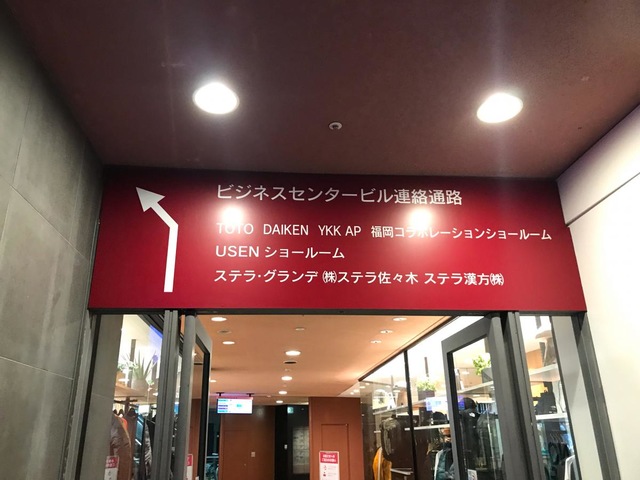 ビジネスセンタービル連絡通路
TOTO DAIKEN YKK AP 福岡コラボレーションショールーム
USEN ショールーム
ステラ・グランデ ㈱ステラ佐々木 ステラ漢方㈱